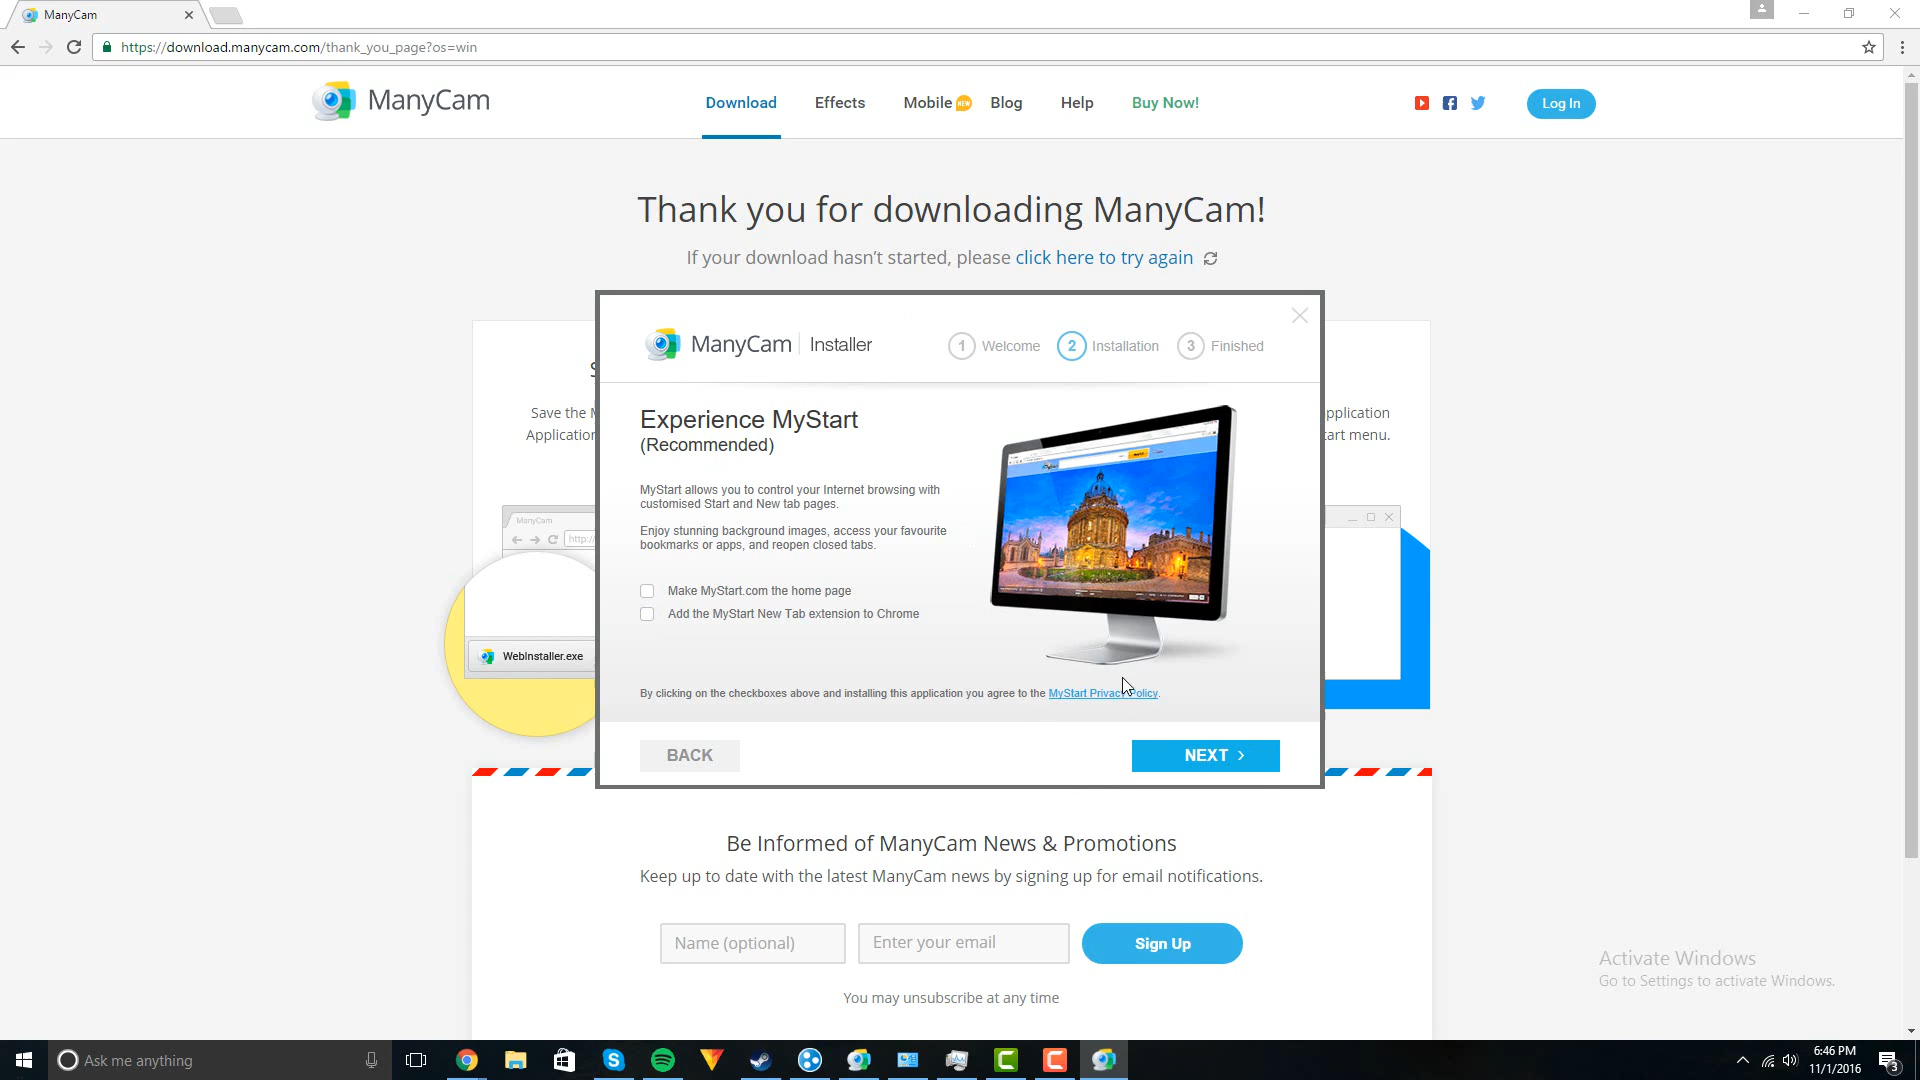 ManyCam
https://download.manycam.com/thank_you_page?os=win
ManyCam
Download
Effects
Mobile NEW
Blog
Help
Buy Now!
Log In
Thank you for downloading ManyCam!
If your download hasn't started, please click here to try again
ManyCam Installer
1 Welcome
2 Installation
3 Finished
S
Save the M
Application
pplication
tart menu.
Experience MyStart
(Recommended)
MyStart allows you to control your Internet browsing with
customised Start and New tab pages.
Enjoy stunning background images, access your favourite
bookmarks or apps, and reopen closed tabs.
Make MyStart.com the home page
Add the MyStart New Tab extension to Chrome
ManyCam
http:/
WebInstaller.exe
By clicking on the checkboxes above and installing this application you agree to the MyStart Privacy Policy.
BACK
NEXT
Be Informed of ManyCam News & Promotions
Keep up to date with the latest ManyCam news by signing up for email notifications.
Name (optional)
Enter your email
Sign Up
You may unsubscribe at any time
Activate Windows
Go to Settings to activate Windows.
Ask me anything
6:46 PM
11/1/2016
3